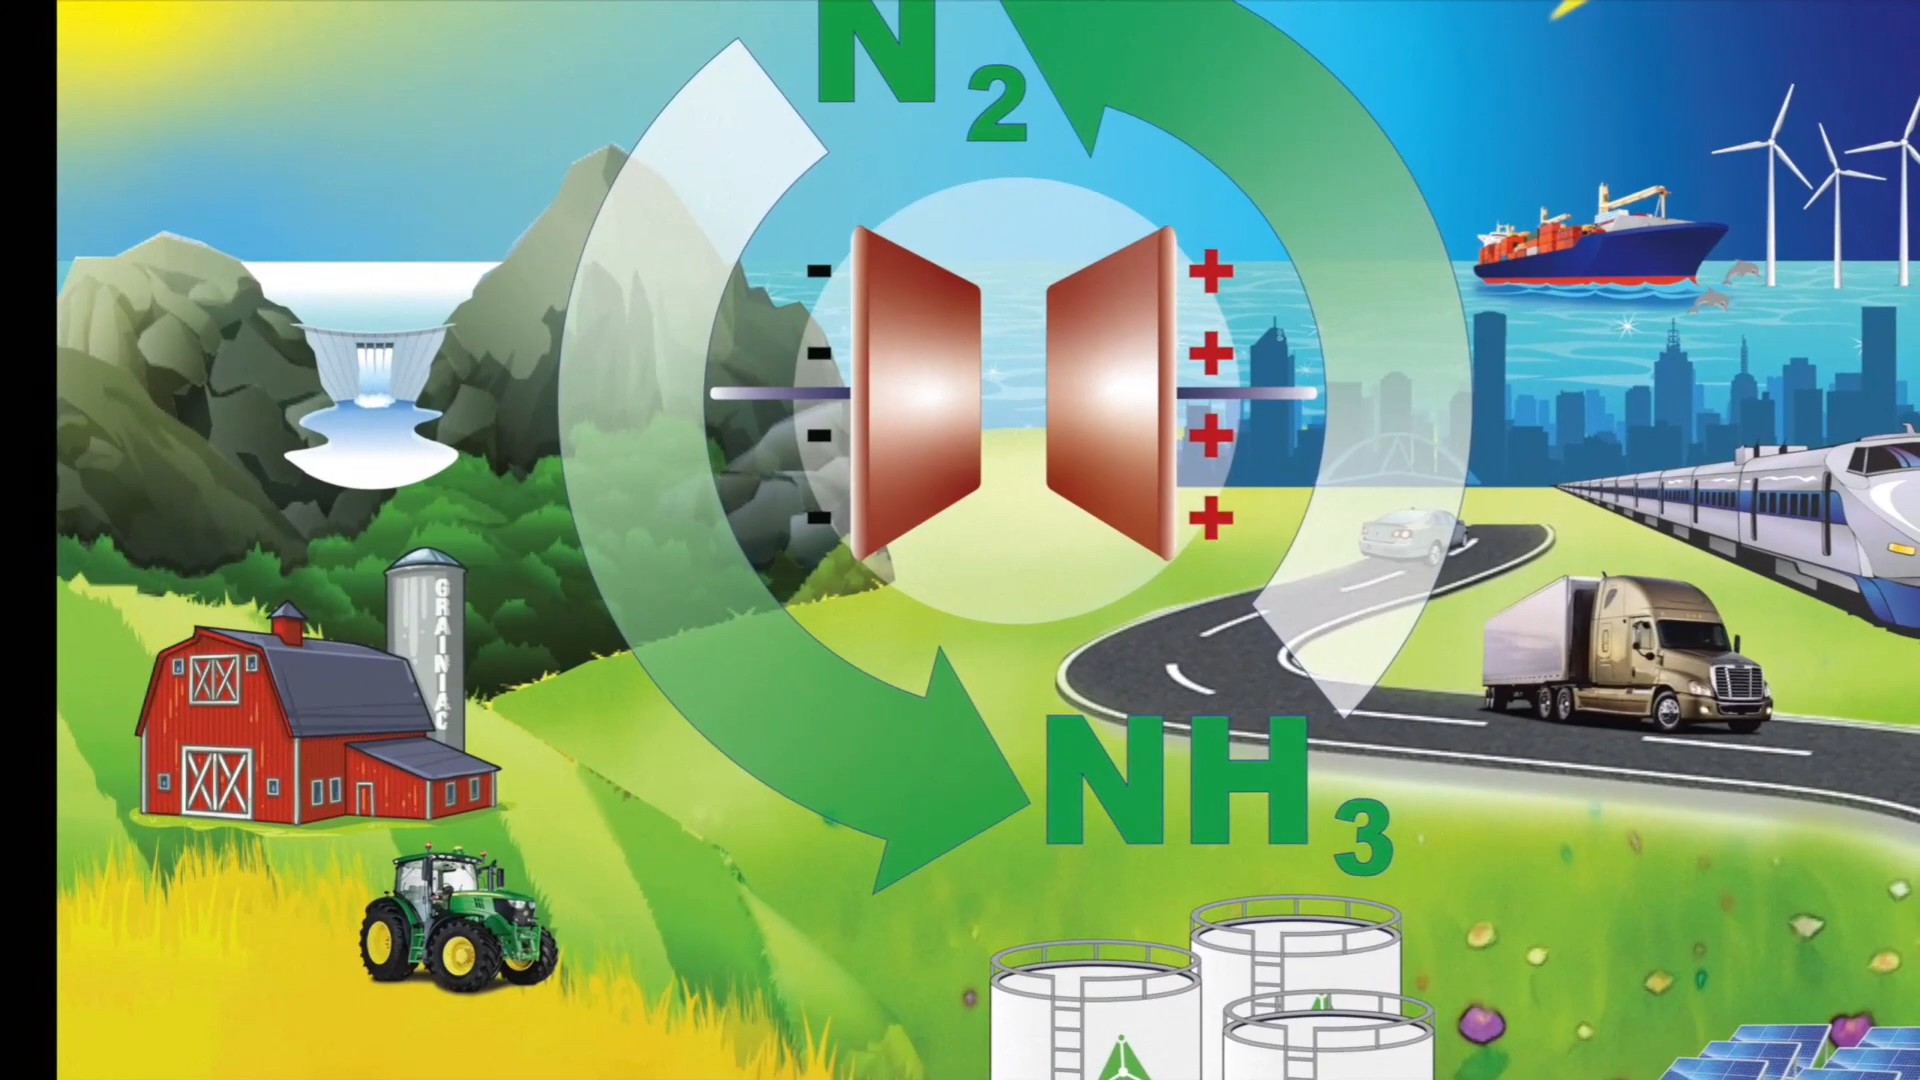 N2
- +
- +
- +
- +
GRAINIAC
NH3